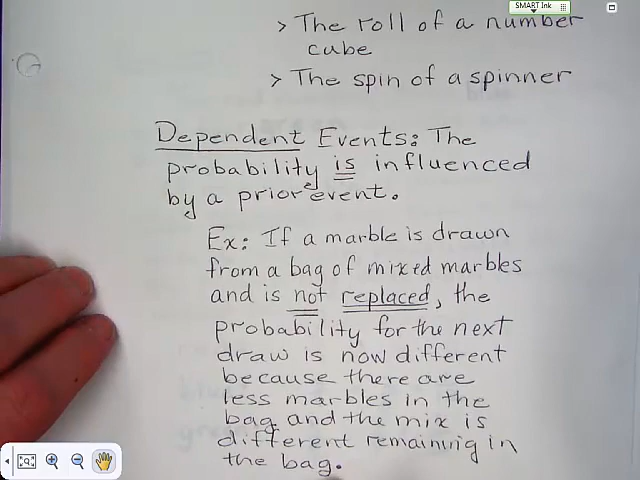 SMART Ink
> The roll of a number
cube
> The spin of a spinner
Dependent Events: The
probability is influenced
by a prior event.
Ex: If a marble is drawn
from a bag of mixed marbles
and is not replaced, the
probability for the next
draw is now different
because there are
less marbles in the
bag and the mix is
different remaining in
the bag.